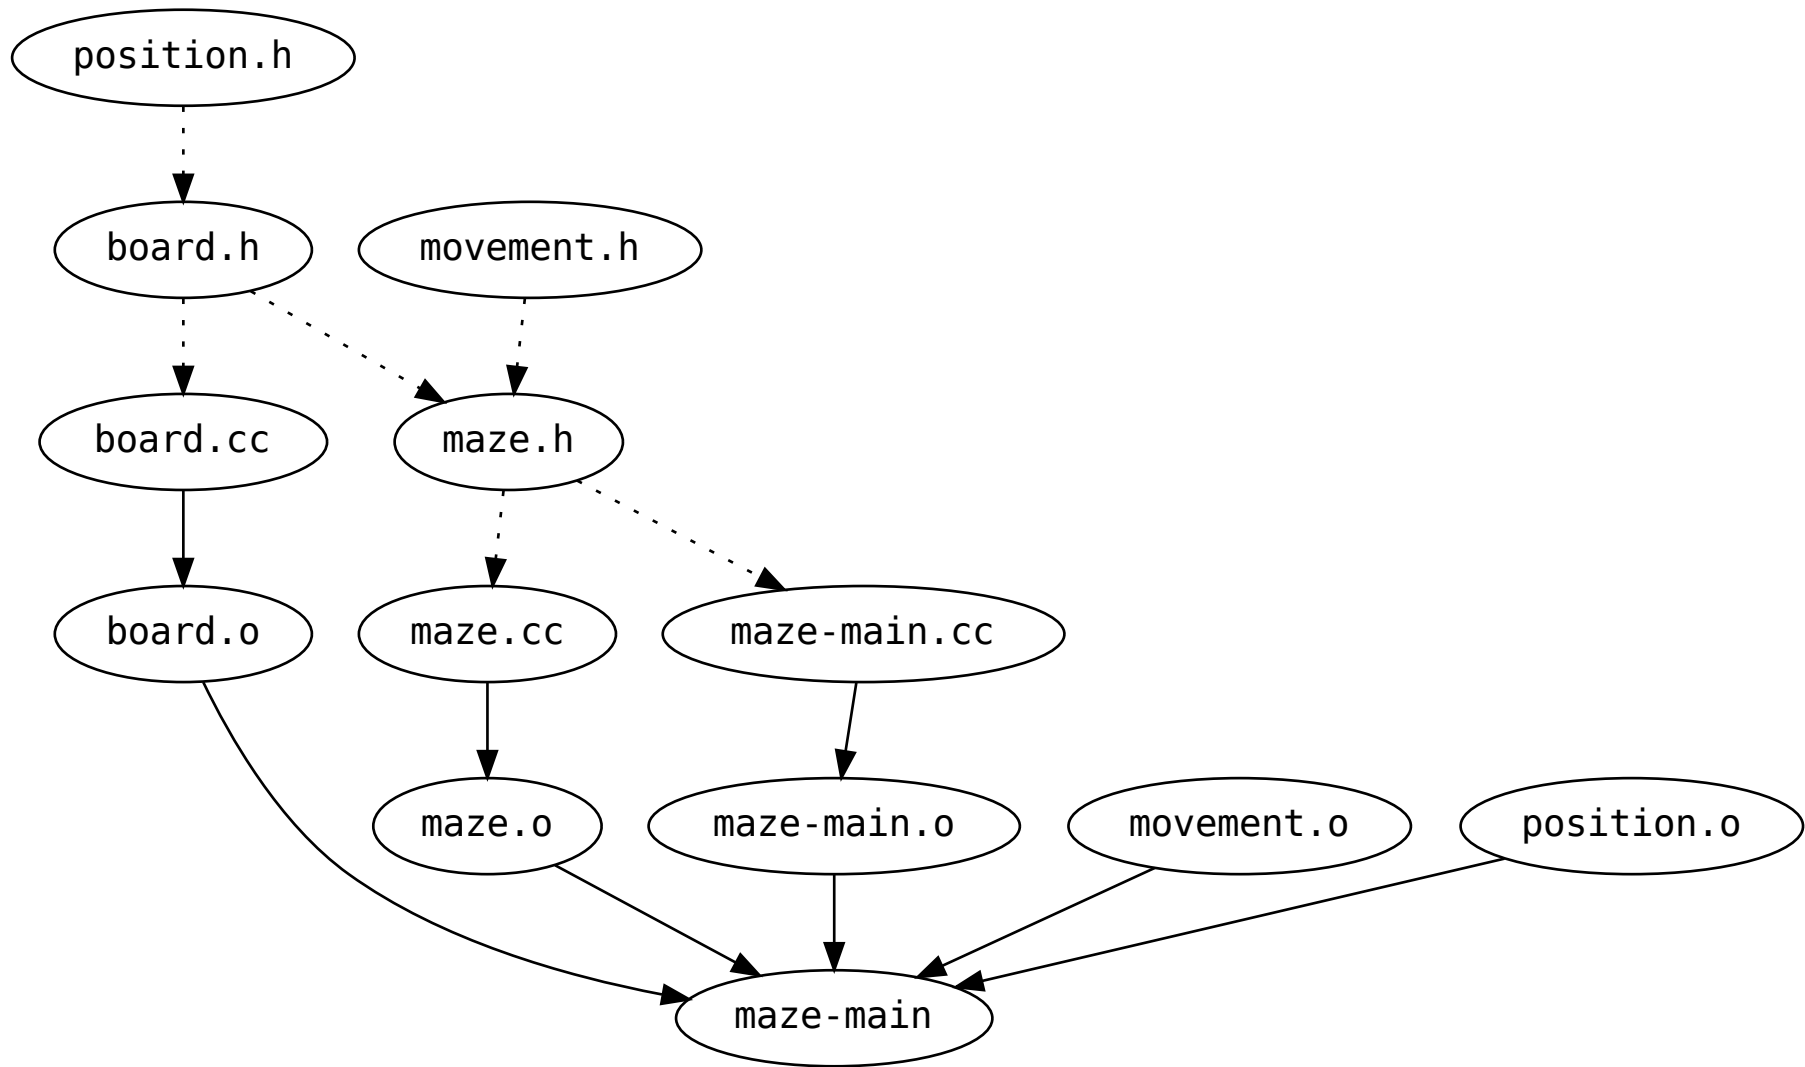 position.h
board.h
movement.h
board.cc
maze.h
board.o
maze.cc
maze-main.cc
maze.o
maze-main.o
movement.o
position.o
maze-main